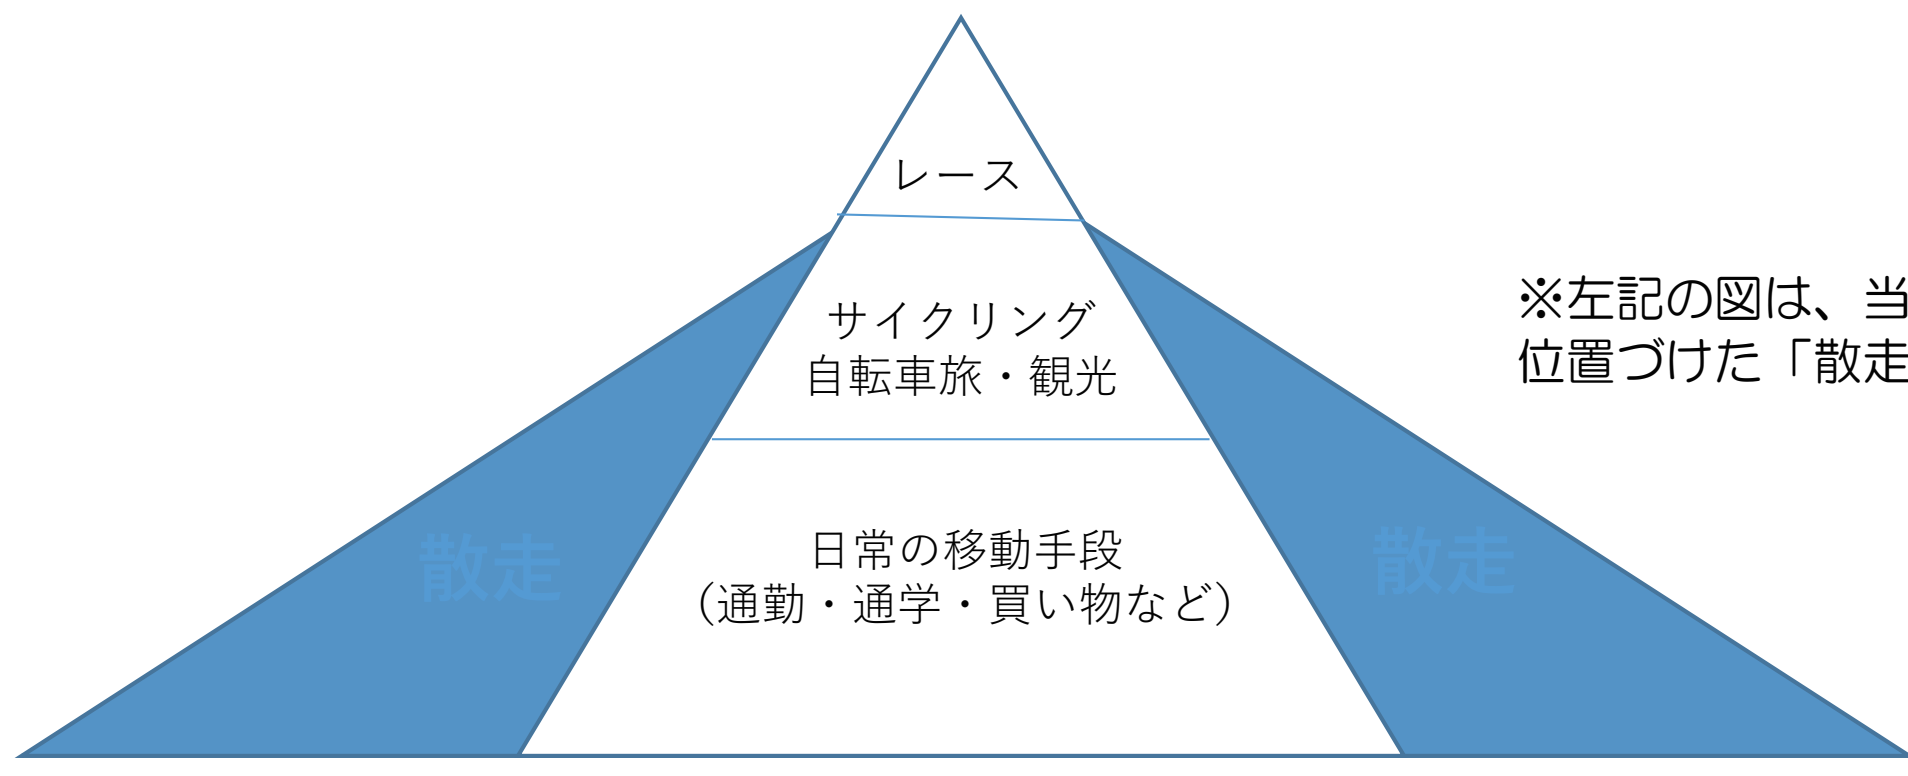 レース
サイクリング
自転車旅・観光
※左記の図は、当
位置づけた「散走
日常の移動手段
（通勤・通学・買い物など）
散走
散走